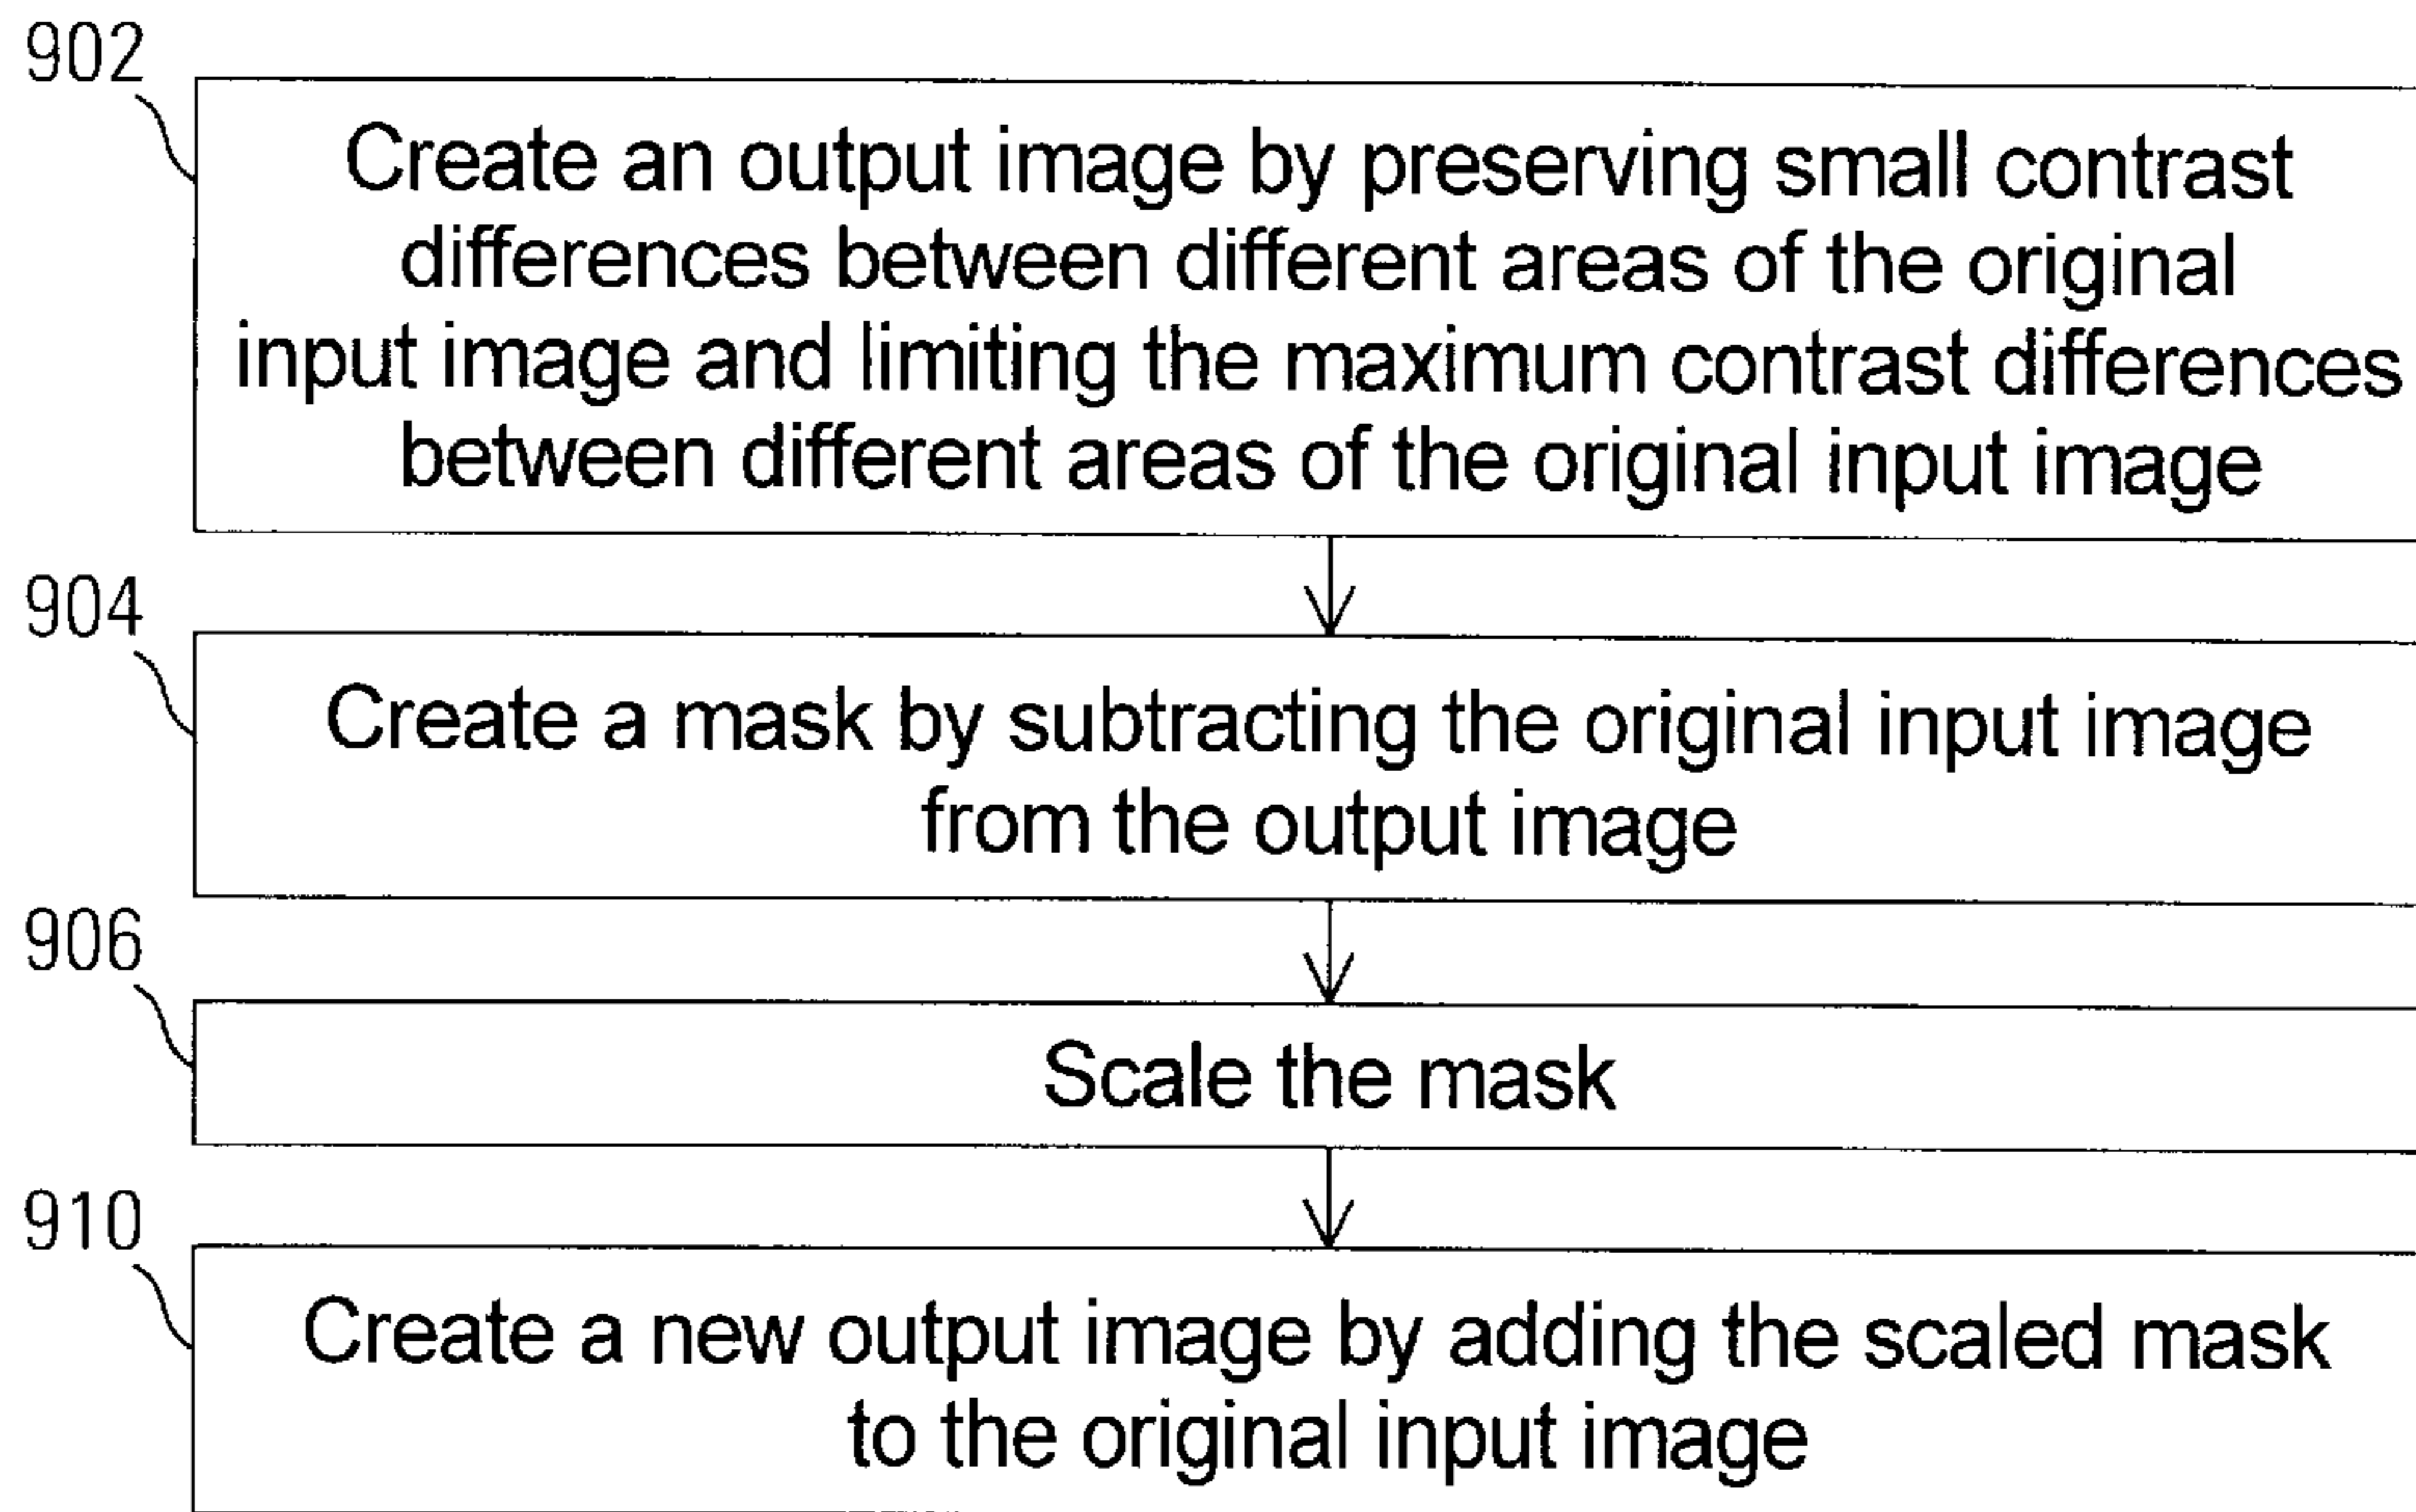 902
Create an output image by preserving small contrast
differences between different areas of the original
input image and limiting the maximum contrast differences
between different areas of the original input image
904
Create a mask by subtracting the original input image
from the output image
906
Scale the mask
910
Create a new output image by adding the scaled mask
to the original input image